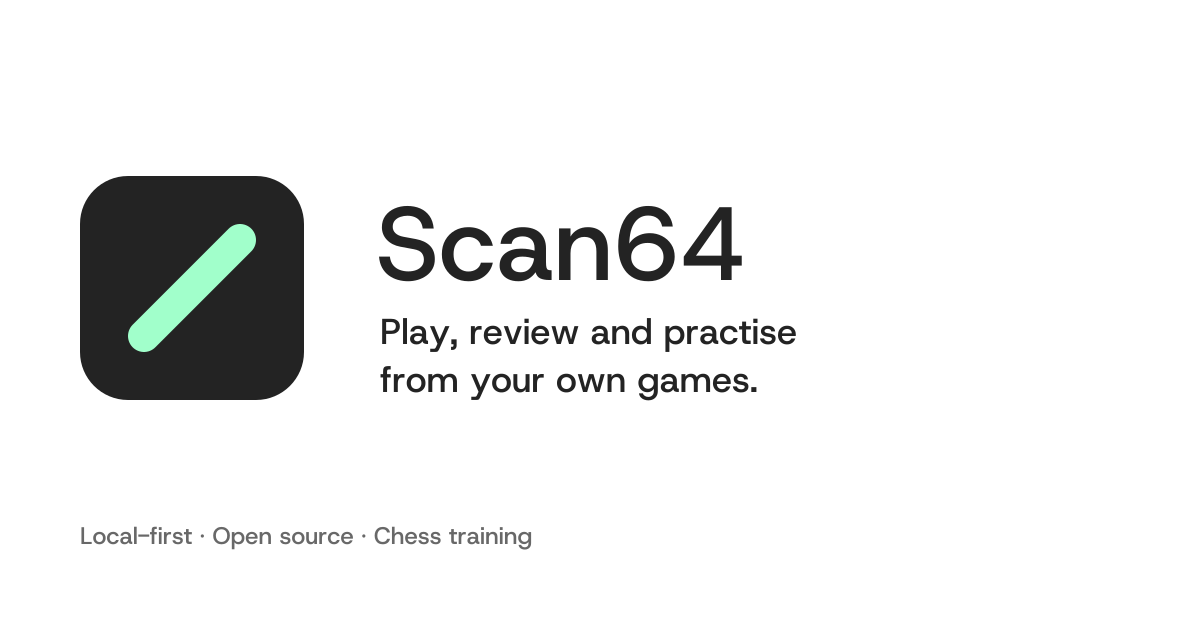 Scan64
Play, review and practise
from your own games.
Local-first · Open source · Chess training